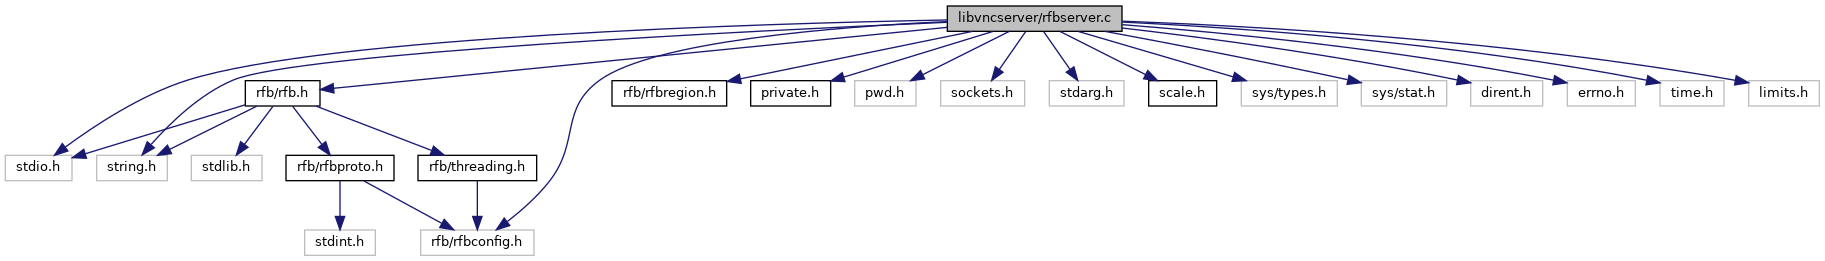 libvncserver/rfbserver.c
rfb/rfb.h
rfb/rfbregion.h
private.h
pwd.h
sockets.h
stdarg.h
scale.h
sys/types.h
sys/stat.h
dirent.h
errno.h
time.h
limits.h
stdio.h
string.h
stdlib.h
rfb/rfbproto.h
rfb/threading.h
stdint.h
rfb/rfbconfig.h